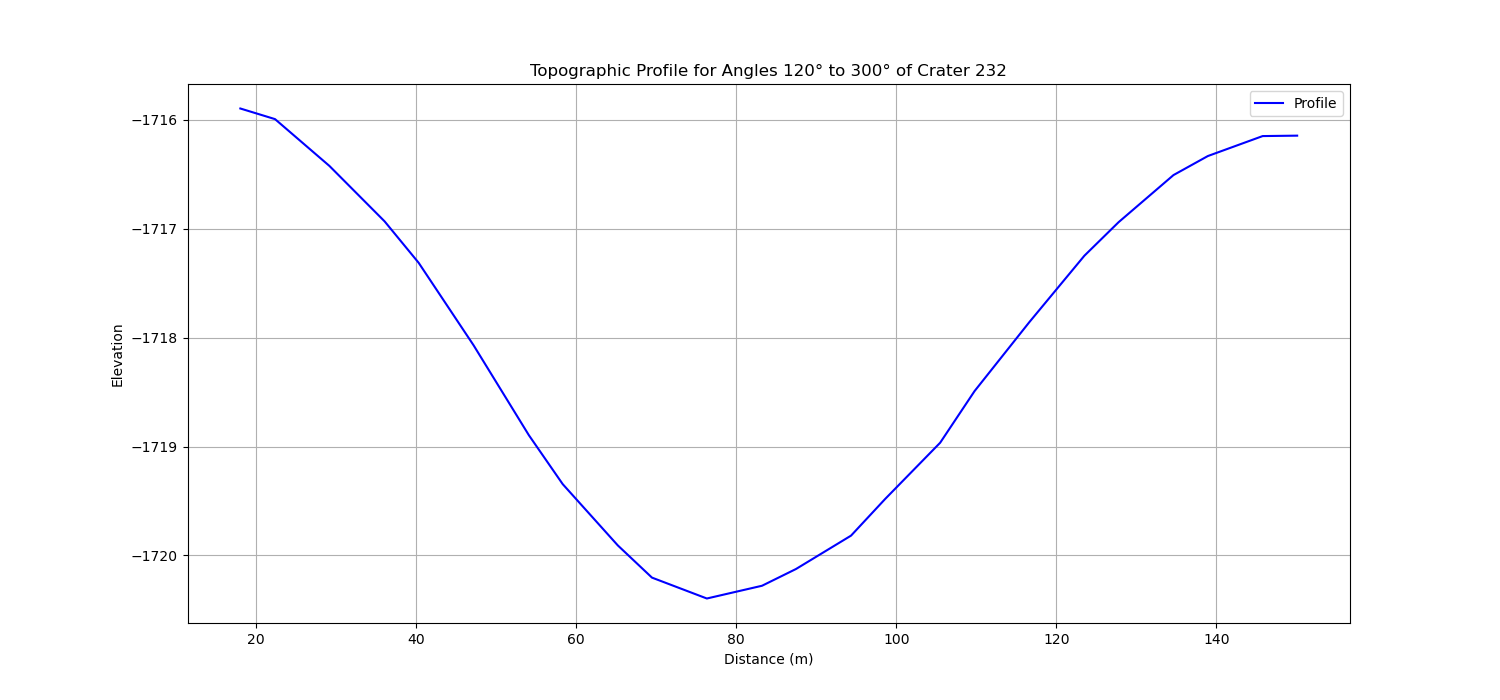 Topographic Profile for Angles 120° to 300° of Crater 232
Profile
−1716
−1717
−1718
−1719
−1720
Elevation
20 40 60 80 100 120 140
Distance (m)